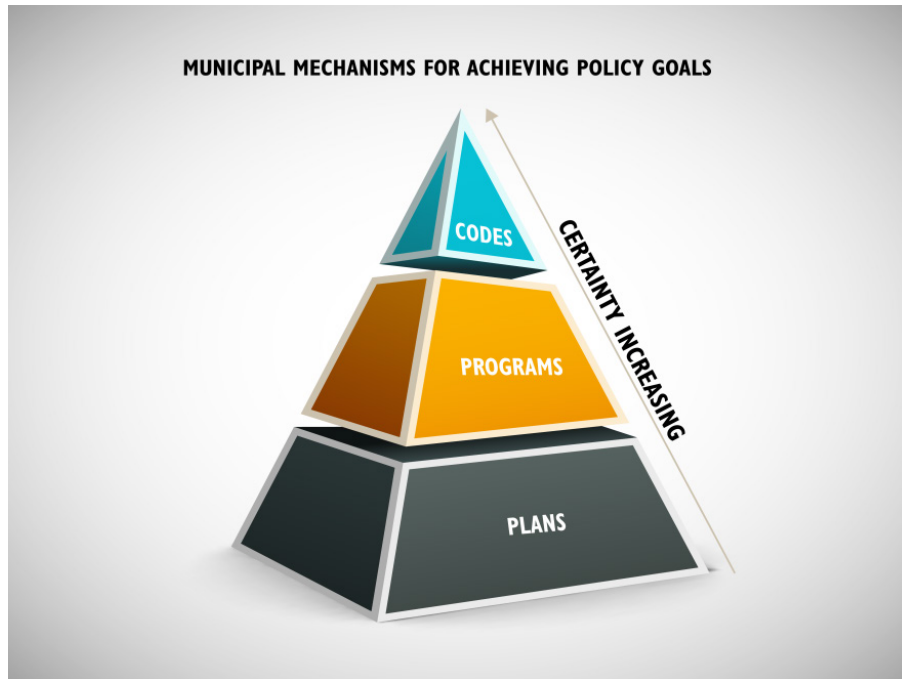 MUNICIPAL MECHANISMS FOR ACHIEVING POLICY GOALS
CODES
CERTAINTY INCREASING
PROGRAMS
PLANS